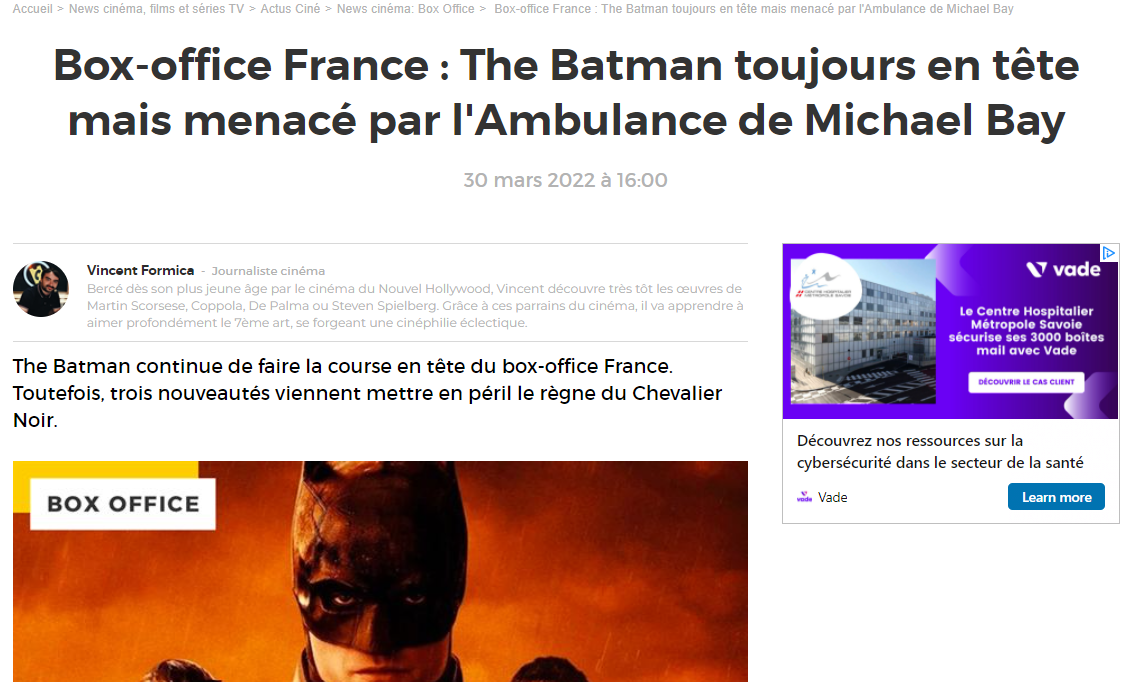 Accueil > News cinéma, films et séries TV > Actus Ciné > News cinéma: Box Office > Box-office France : The Batman toujours en tête mais menacé par l'Ambulance de Michael Bay
Box-office France : The Batman toujours en tête
mais menacé par l'Ambulance de Michael Bay
30 mars 2022 à 16:00
Vincent Formica - Journaliste cinéma
Bercé dès son plus jeune âge par le cinéma du Nouvel Hollywood, Vincent découvre très tôt les œuvres de
Martin Scorsese, Coppola, De Palma ou Steven Spielberg. Grâce à ces parrains du cinéma, il va apprendre à
aimer profondément le 7ème art, se forgeant une cinéphilie éclectique.
The Batman continue de faire la course en tête du box-office France.
Toutefois, trois nouveautés viennent mettre en péril le règne du Chevalier
Noir.
BOX OFFICE
vade
CENTRE HOSPITALIER
MÉTROPOLE SAVOIE
Le Centre Hospitalier
Métropole Savoie
sécurise ses 3000 boîtes
mail avec Vade
DÉCOUVRIR LE CAS CLIENT
Découvrez nos ressources sur la
cybersécurité dans le secteur de la santé
vade Vade
Learn more